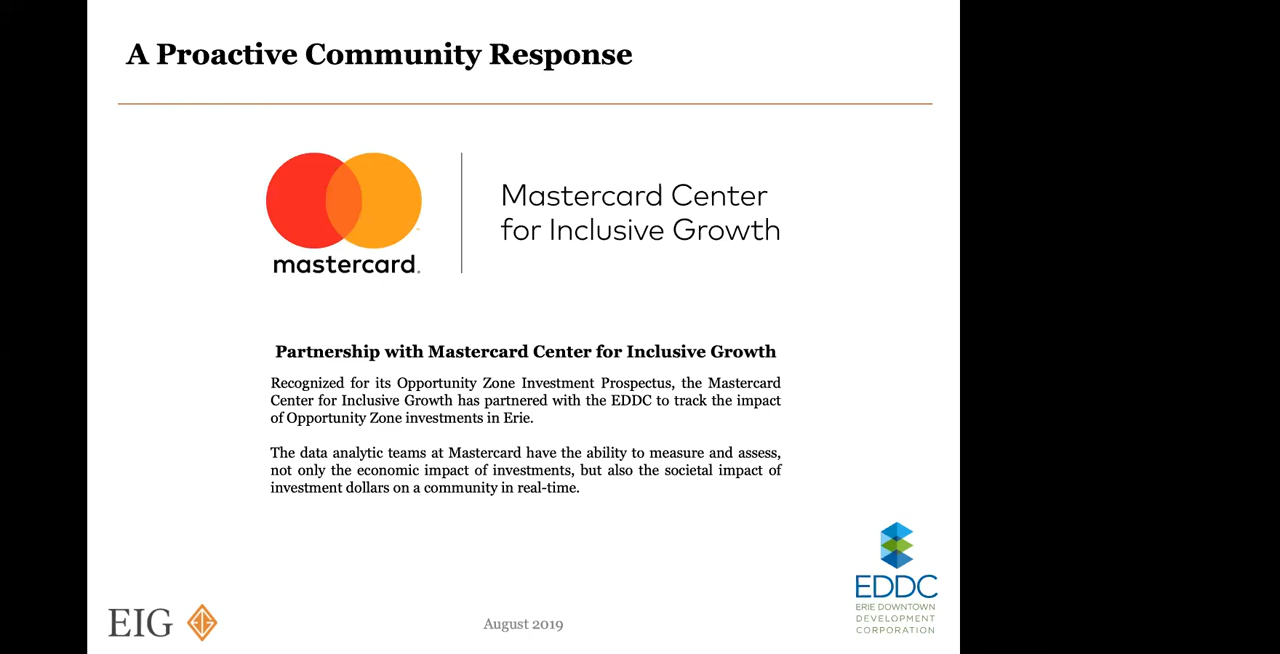 A Proactive Community Response
mastercard.
Mastercard Center
for Inclusive Growth
Partnership with Mastercard Center for Inclusive Growth
Recognized for its Opportunity Zone Investment Prospectus, the Mastercard
Center for Inclusive Growth has partnered with the EDDC to track the impact
of Opportunity Zone investments in Erie.
The data analytic teams at Mastercard have the ability to measure and assess,
not only the economic impact of investments, but also the societal impact of
investment dollars on a community in real-time.
EIG
August 2019
EDDC
ERIE DOWNTOWN
DEVELOPMENT
CORPORATION